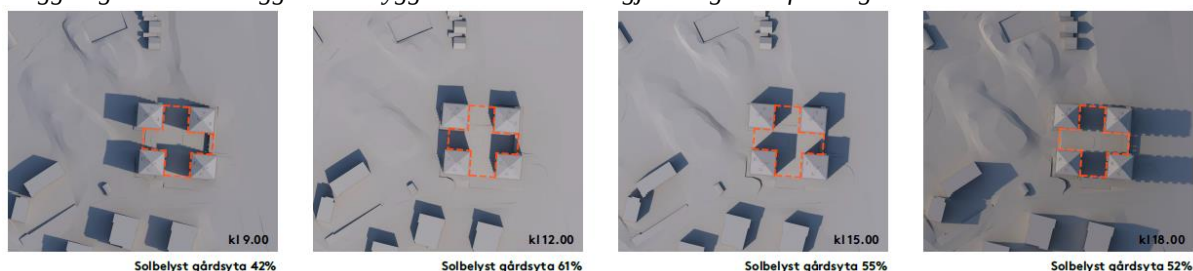 kl 9.00
kl 12.00
kl 15.00
kl 18.00
Solbelyst gårdsyta 42%
Solbelyst gårdsyta 61%
Solbelyst gårdsyta 55%
Solbelyst gårdsyta 52%